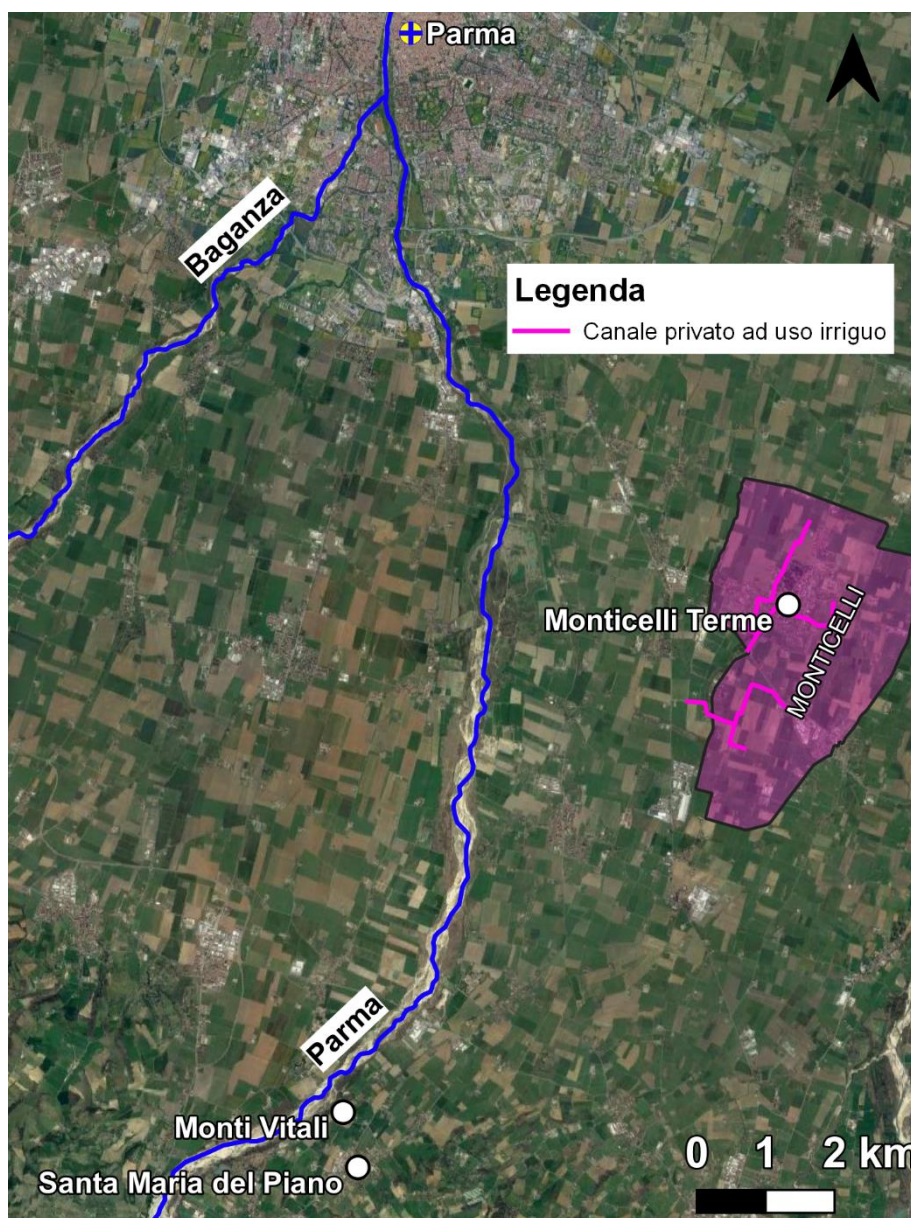 Parma
Baganza
Legenda
Canale privato ad uso irriguo
Monticelli Terme
MONTICELLI
Parma
Monti Vitali
Santa Maria del Piano
0 1 2 km